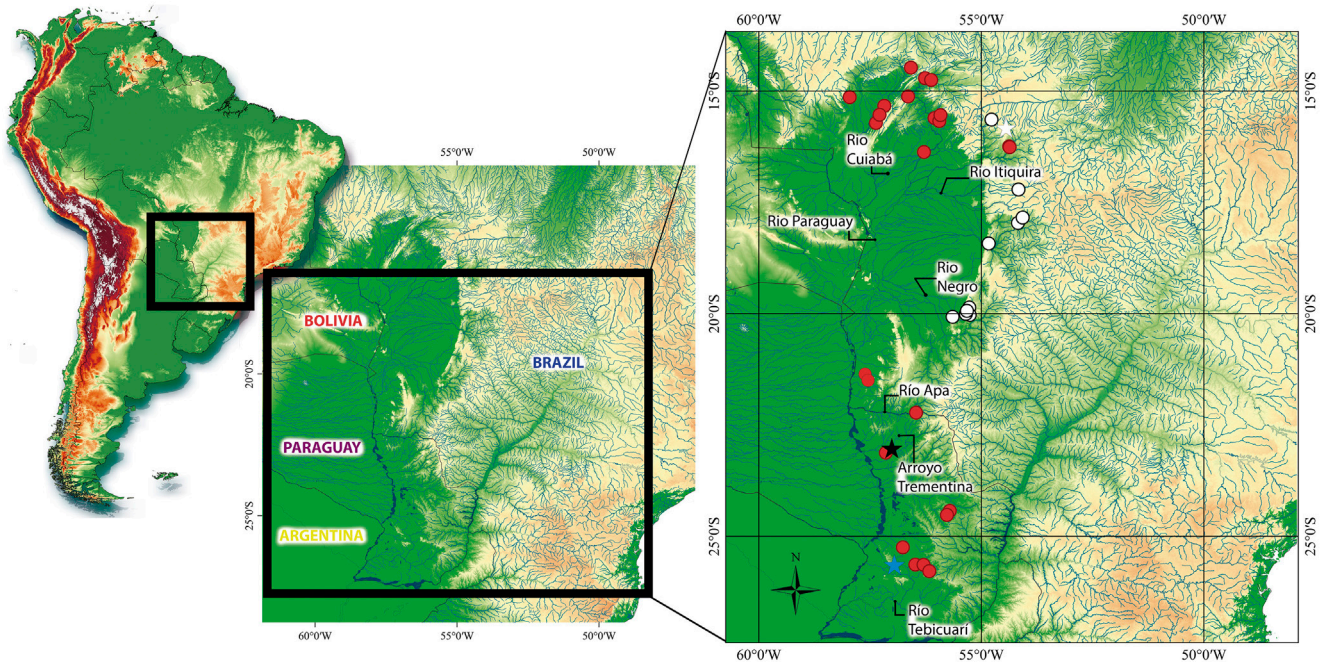 55°0'W
50°0'W
BOLIVIA
BRAZIL
20°0'S
PARAGUAY
25°0'S
ARGENTINA
60°0'W
55°0'W
50°0'W
60°0'W
55°0'W
50°0'W
15°0'S
15°0'S
Rio
Cuiabá
Rio Itiquira
Rio Paraguay
Rio
Negro
20°0'S
20°0'S
Río Apa
Arroyo
Trementina
25°0'S
25°0'S
N
Río
Tebicuarí
60°0'W
55°0'W
50°0'W